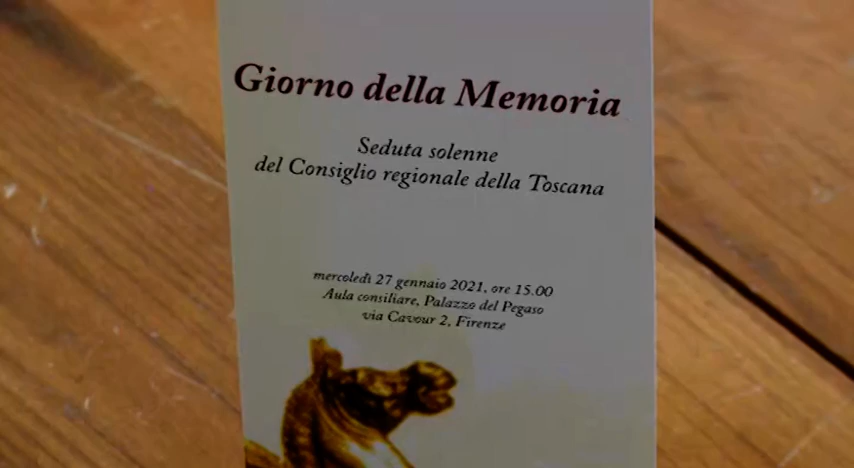 Giorno della Memoria
Seduta solenne
del Consiglio regionale della Toscana
mercoledì 27 gennaio 2021, ore 15.00
Aula consiliare, Palazzo del Pegaso
via Cavour 2, Firenze